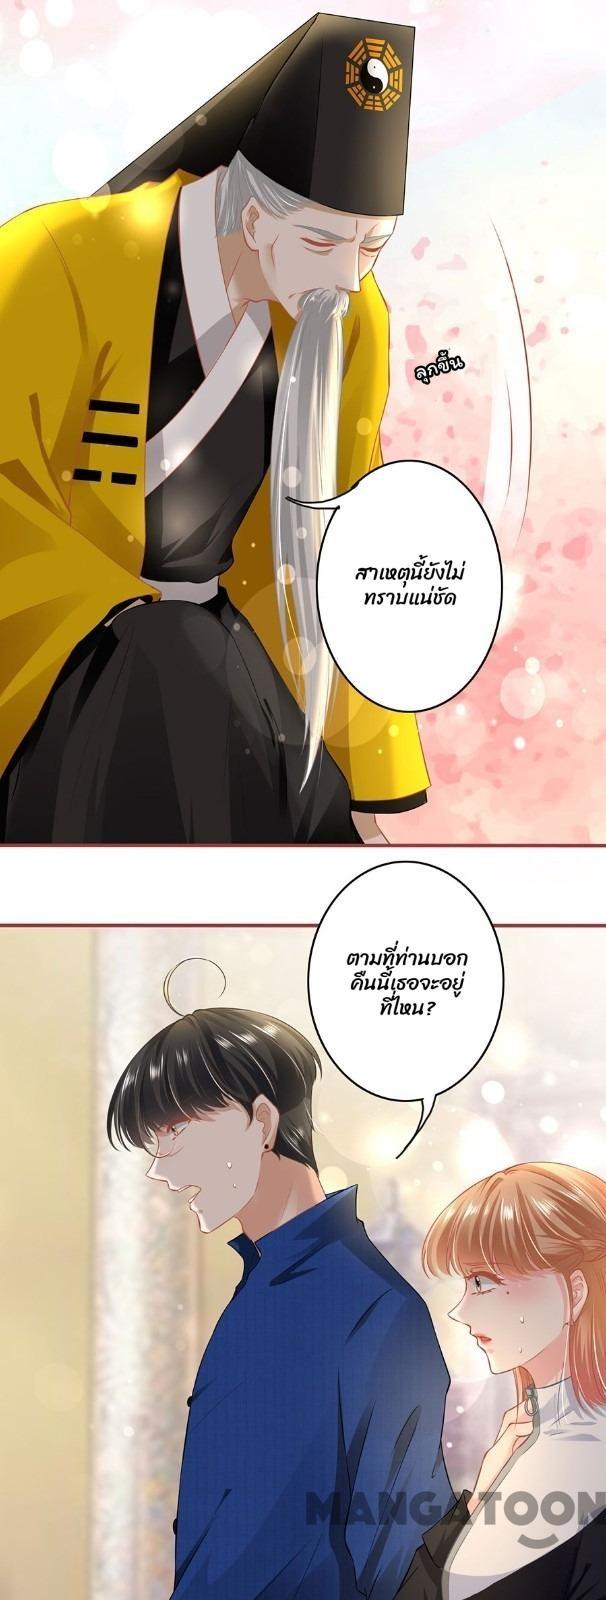 ลุกขึ้น
สาเหตุนี้ยังไม่
ทราบแน่ชัด
ตามที่ท่านบอก
คืนนี้เธอจะอยู่
ที่ไหน?
MANGATOON